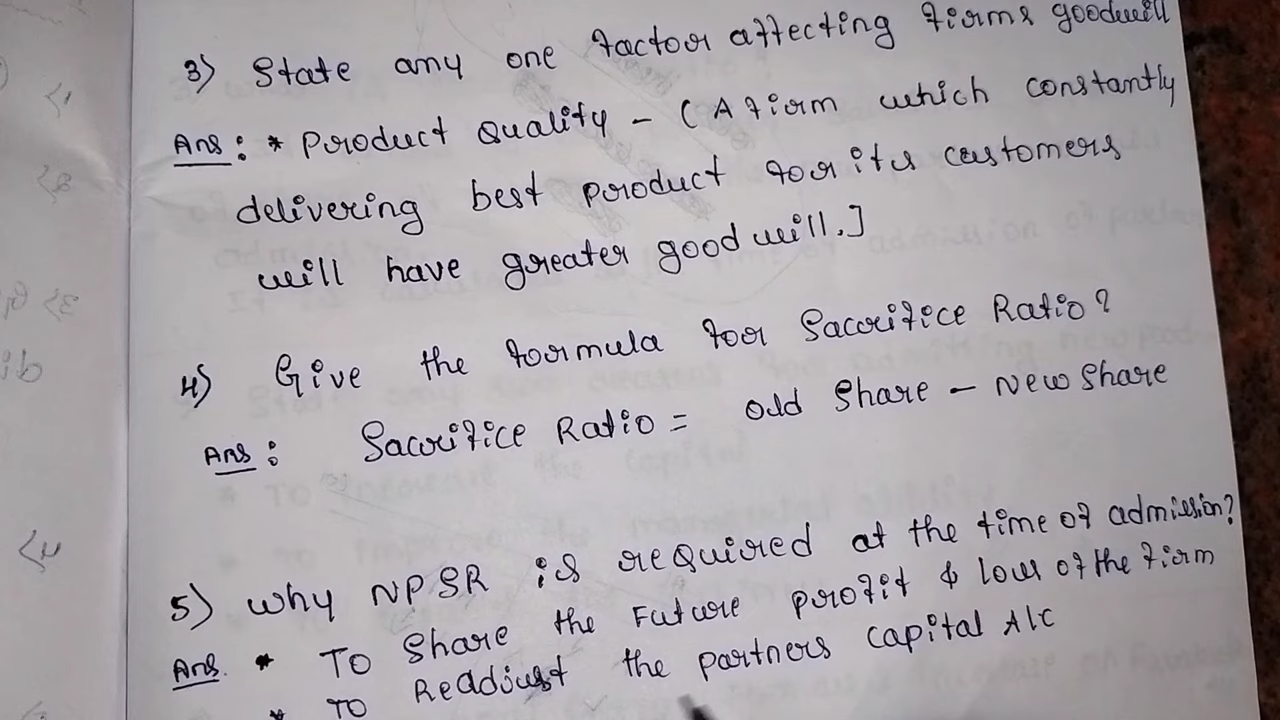 3) State any one factor affecting firms goodwill
Ans: * Product Quality - (A firm which constantly
delivering best product for its customers
will have greater goodwill.]
4) Give the formula for Sacrifice Ratio?
Ans: Sacrifice Ratio = Old Share - New Share
5) Why NPSR is required at the time of admission?
Ans. * To Share the Future profit & loss of the firm
* To Readjust the partners capital A/c